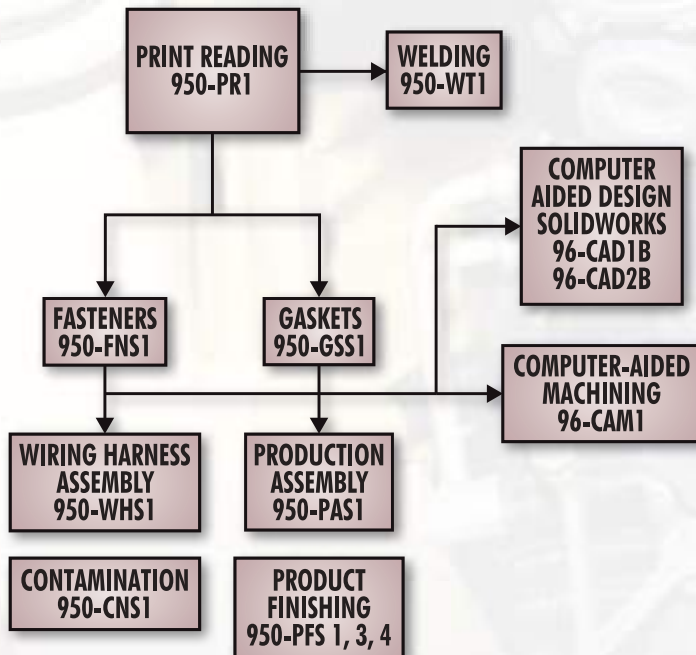 PRINT READING
950-PR1
WELDING
950-WT1
COMPUTER
AIDED DESIGN
SOLIDWORKS
96-CAD1B
96-CAD2B
FASTENERS
950-FNS1
GASKETS
950-GSS1
COMPUTER-AIDED
MACHINING
96-CAM1
WIRING HARNESS
ASSEMBLY
950-WHS1
PRODUCTION
ASSEMBLY
950-PAS1
CONTAMINATION
950-CNS1
PRODUCT
FINISHING
950-PFS 1, 3, 4